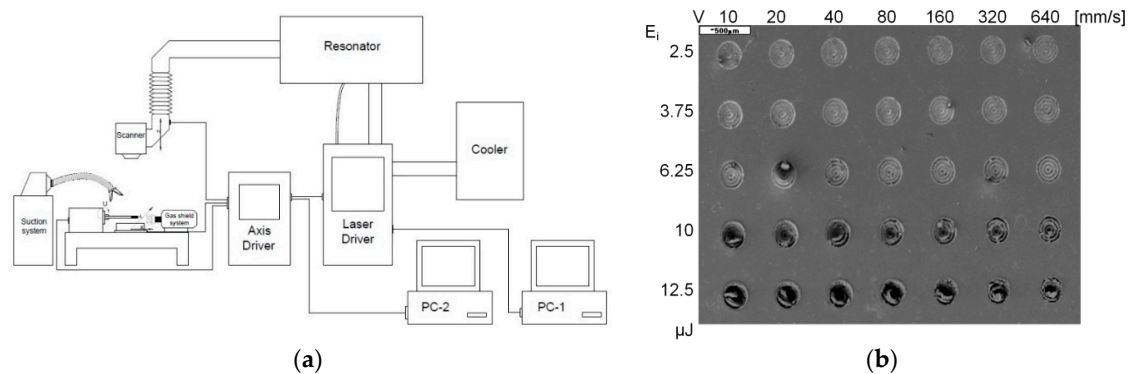 Resonator
Scanner
Cooler
Suction
system
Gas shield
system
Axis
Driver
Laser
Driver
PC-2
PC-1
(a)
V 10 20 40 80 160 320 640 [mm/s]
Ei
~500µm
2.5
3.75
6.25
10
12.5
µJ
(b)